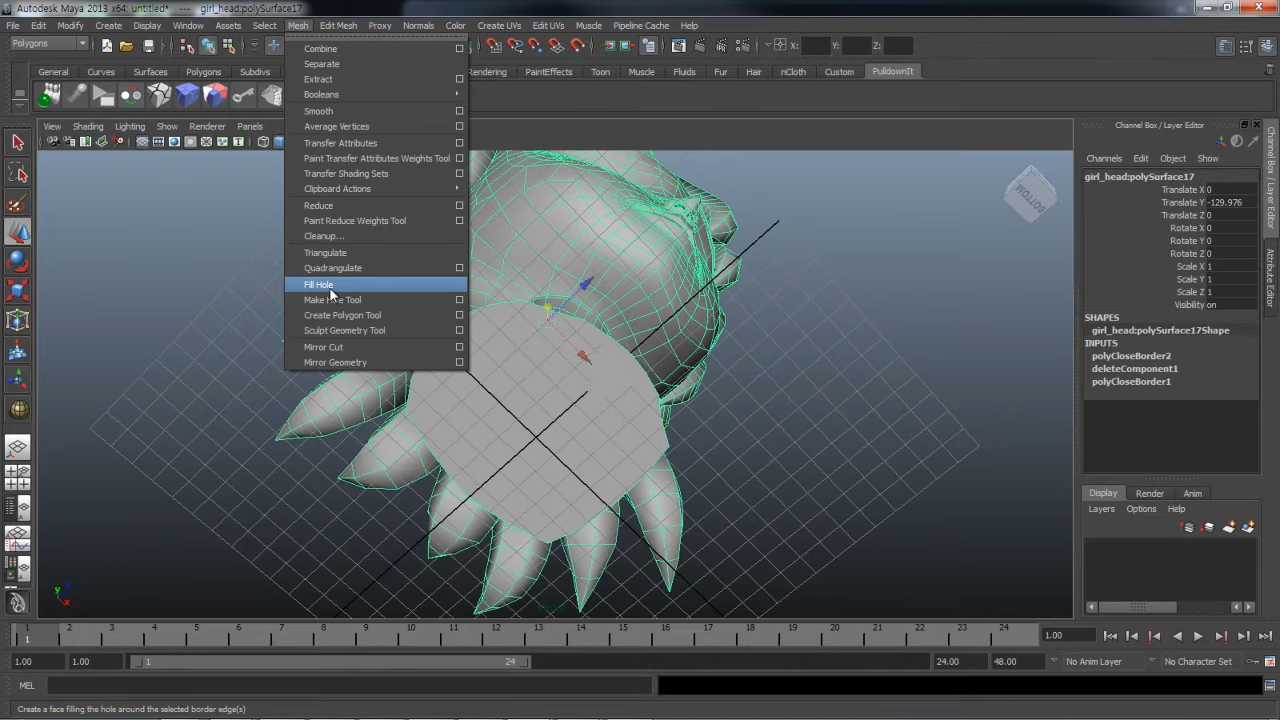 Autodesk Maya 2013 x64: untitled* --- girl_head:polySurface17
File Edit Modify Create Display Window Assets Select Mesh Edit Mesh Proxy Normals Color Create UVs Edit UVs Muscle Pipeline Cache Help
Polygons X: Y: Z:
General Curves Surfaces Polygons Subdivs Rendering PaintEffects Toon Muscle Fluids Fur Hair nCloth Custom PulldownIt
View Shading Lighting Show Renderer Panels
Combine
Separate
Extract
Booleans
Smooth
Average Vertices
Transfer Attributes
Paint Transfer Attributes Weights Tool
Transfer Shading Sets
Clipboard Actions
Reduce
Paint Reduce Weights Tool
Cleanup...
Triangulate
Quadrangulate
Fill Hole
Make Hole Tool
Create Polygon Tool
Sculpt Geometry Tool
Mirror Cut
Mirror Geometry
BOTTOM
persp
y
x
Channel Box / Layer Editor
Channels Edit Object Show
girl_head:polySurface17
Translate X 0
Translate Y -129.976
Translate Z 0
Rotate X 0
Rotate Y 0
Rotate Z 0
Scale X 1
Scale Y 1
Scale Z 1
Visibility on
SHAPES
girl_head:polySurface17Shape
INPUTS
polyCloseBorder2
deleteComponent1
polyCloseBorder1
Display Render Anim
Layers Options Help
Channel Box / Layer Editor
Attribute Editor
1 2 3 4 5 6 7 8 9 10 11 12 13 14 15 16 17 18 19 20 21 22 23 24
1
1.00
1.00 1.00 1 24 24.00 48.00 No Anim Layer No Character Set
MEL
Create a face filling the hole around the selected border edge(s)